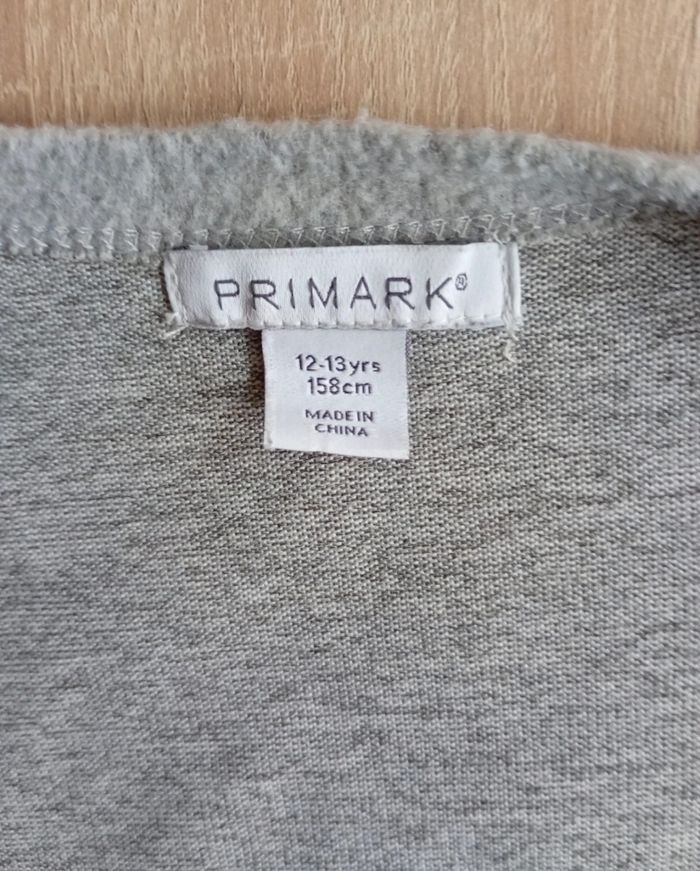 PRIMARK®
12-13yrs
158cm
MADE IN
CHINA